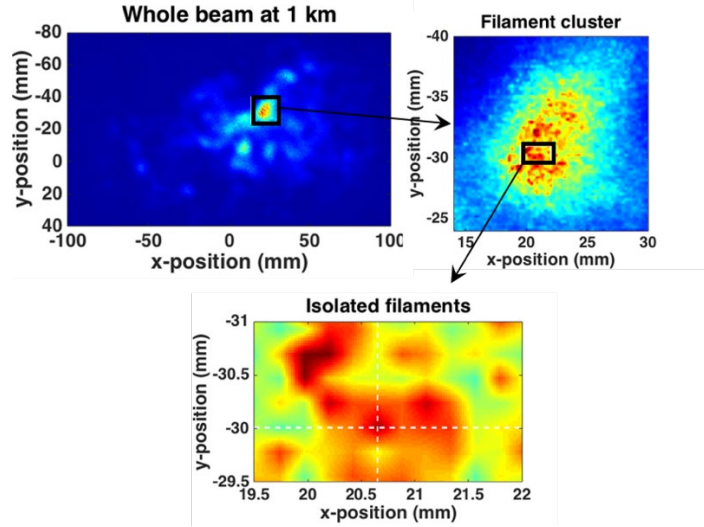 Whole beam at 1 km
-80
-60
-40
-20
0
20
40
y-position (mm)
-100 -50 0 50 100
x-position (mm)
Filament cluster
-40
-35
-30
-25
y-position (mm)
15 20 25 30
x-position (mm)
Isolated filaments
-31
-30.5
-30
-29.5
y-position (mm)
19.5 20 20.5 21 21.5 22
x-position (mm)